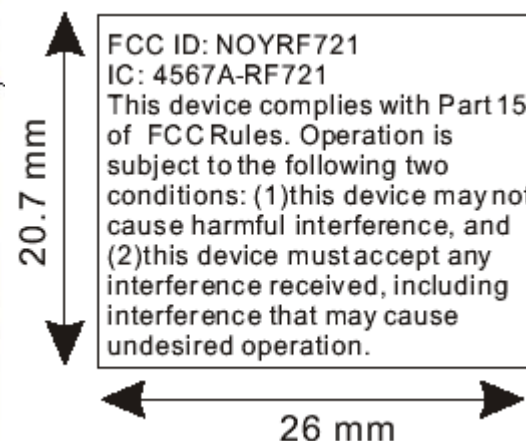 FCC ID: NOYRF721
IC: 4567A-RF721
This device complies with Part 15
of FCC Rules. Operation is
subject to the following two
conditions: (1)this device may not
cause harmful interference, and
(2)this device must accept any
interference received, including
interference that may cause
undesired operation.
20.7 mm
26 mm